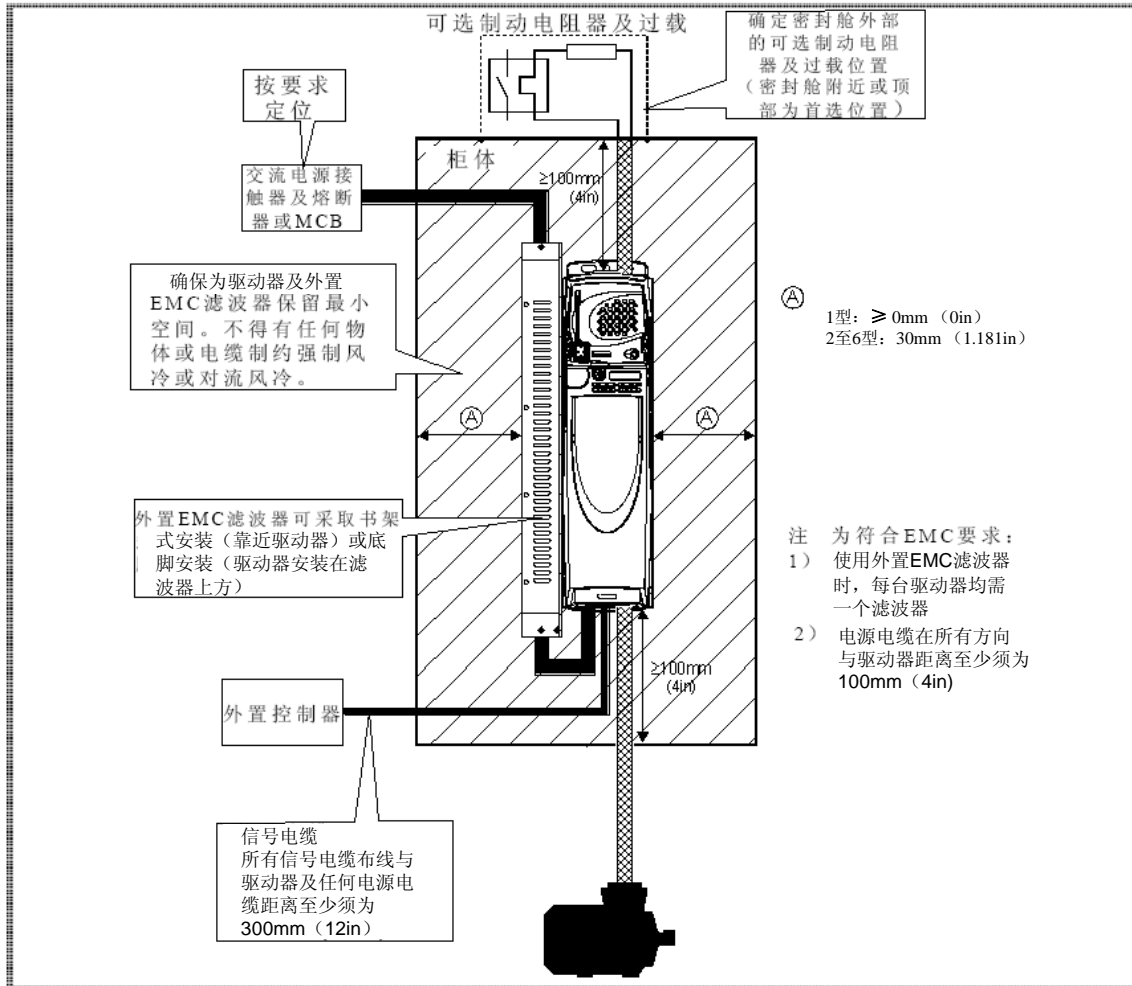 可选制动电阻器及过载
确定密封舱外部
的可选制动电阻
器及过载位置
（密封舱附近或顶
部为首选位置）
按要求
定位
柜体
交流电源接
触器及熔断
器或MCB
≥100mm
(4in)
确保为驱动器及外置
EMC滤波器保留最小
空间。不得有任何物
体或电缆制约强制风
冷或对流风冷。
A
1型：≥ 0mm （0in）
2至6型：30mm （1.181in）
A
A
外置EMC滤波器可采取书架
式安装（靠近驱动器）或底
脚安装（驱动器安装在滤
波器上方）
注 为符合EMC要求：
1） 使用外置EMC滤波器
时，每台驱动器均需
一个滤波器
2） 电源电缆在所有方向
与驱动器距离至少须为
100mm（4in)
≥100mm
(4in)
外置控制器
信号电缆
所有信号电缆布线与
驱动器及任何电源电
缆距离至少须为
300mm（12in）